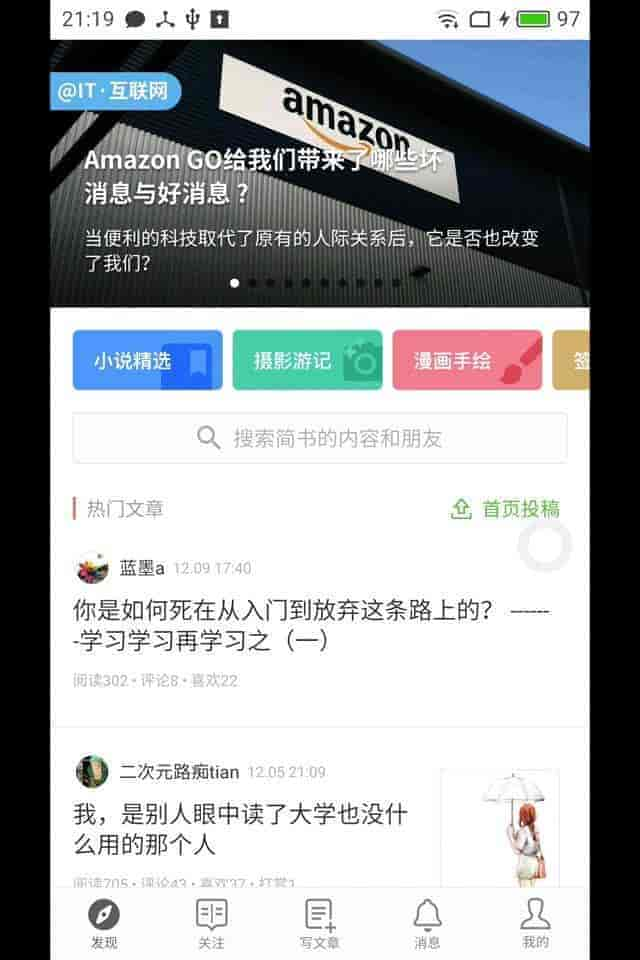 21:19
97
@IT·互联网
amazon
Amazon GO给我们带来了哪些坏
消息与好消息？
当便利的科技取代了原有的人际关系后，它是否也改变
了我们？
小说精选
摄影游记
漫画手绘
签
搜索简书的内容和朋友
热门文章
首页投稿
蓝墨a 12.09 17:40
你是如何死在从入门到放弃这条路上的？ ------
-学习学习再学习之（一）
阅读302 • 评论8 • 喜欢22
二次元路痴tian 12.05 21:09
我，是别人眼中读了大学也没什
么用的那个人
阅读705 • 评论43 • 喜欢37 • 打赏1
发现
关注
写文章
消息
我的